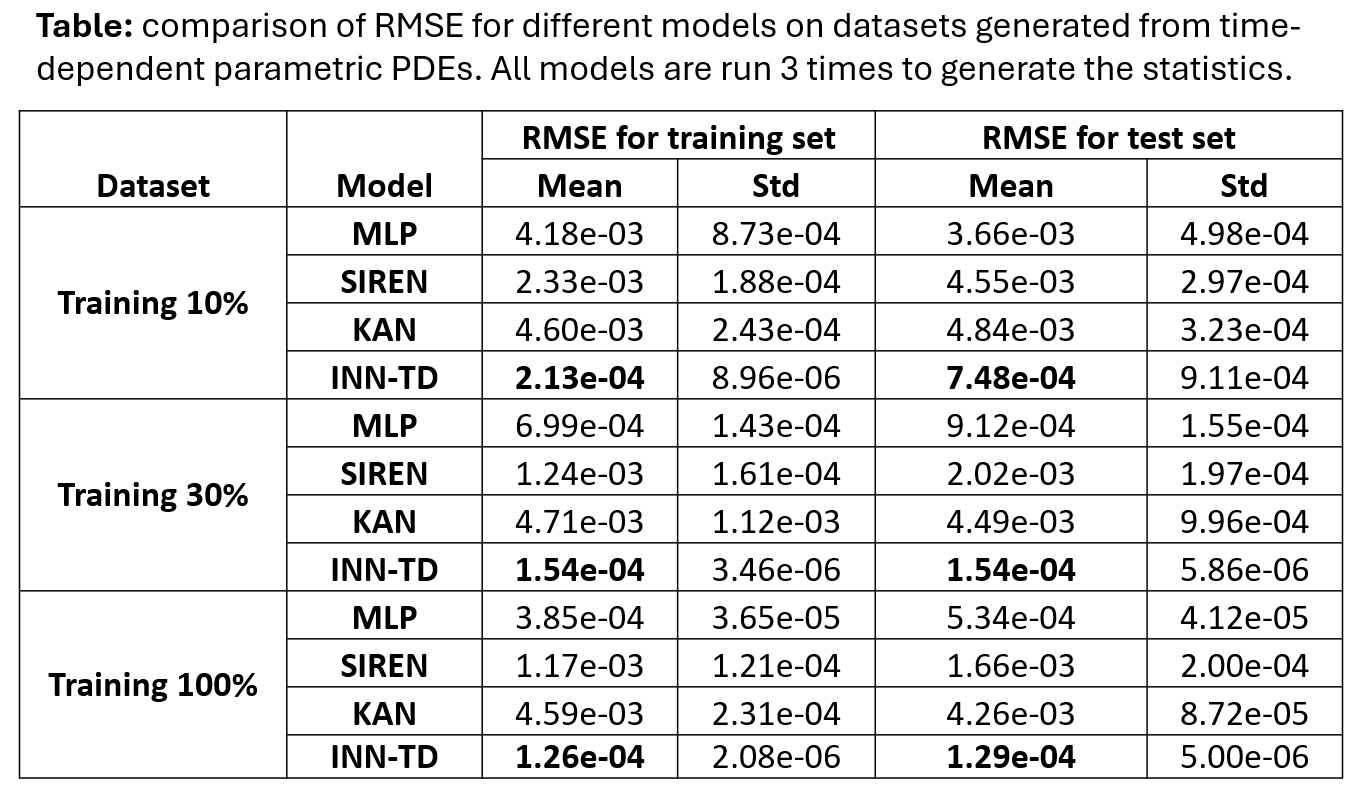 Table: comparison of RMSE for different models on datasets generated from time-
dependent parametric PDEs. All models are run 3 times to generate the statistics.
RMSE for training set RMSE for test set
Dataset Model Mean Std Mean Std
MLP 4.18e-03 8.73e-04 3.66e-03 4.98e-04
SIREN 2.33e-03 1.88e-04 4.55e-03 2.97e-04
Training 10%
KAN 4.60e-03 2.43e-04 4.84e-03 3.23e-04
INN-TD 2.13e-04 8.96e-06 7.48e-04 9.11e-04
MLP 6.99e-04 1.43e-04 9.12e-04 1.55e-04
SIREN 1.24e-03 1.61e-04 2.02e-03 1.97e-04
Training 30%
KAN 4.71e-03 1.12e-03 4.49e-03 9.96e-04
INN-TD 1.54e-04 3.46e-06 1.54e-04 5.86e-06
MLP 3.85e-04 3.65e-05 5.34e-04 4.12e-05
SIREN 1.17e-03 1.21e-04 1.66e-03 2.00e-04
Training 100%
KAN 4.59e-03 2.31e-04 4.26e-03 8.72e-05
INN-TD 1.26e-04 2.08e-06 1.29e-04 5.00e-06